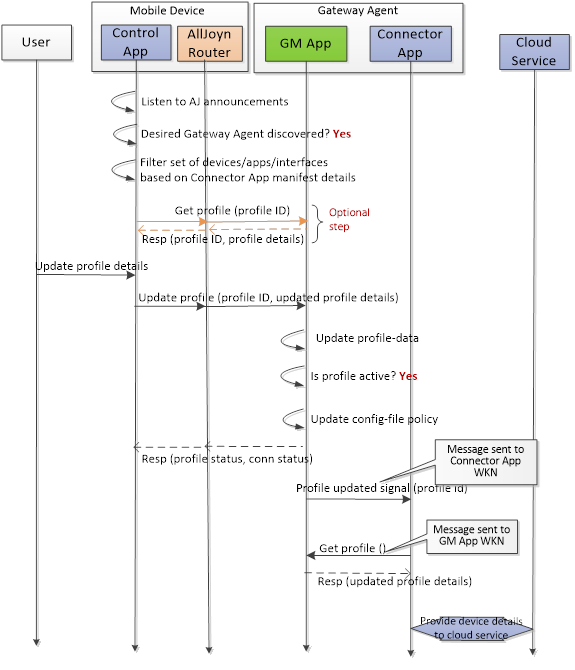 Mobile Device
Gateway Agent
User
Control App
AllJoyn Router
GM App
Connector App
Cloud Service
Listen to AJ announcements
Desired Gateway Agent discovered? Yes
Filter set of devices/apps/interfaces
based on Connector App manifest details
Get profile (profile ID)
Optional
step
Resp (profile ID, profile details)
Update profile details
Update profile (profile ID, updated profile details)
Update profile-data
Is profile active? Yes
Update config-file policy
Resp (profile status, conn status)
Message sent to
Connector App
WKN
Profile updated signal (profile id)
Message sent to
GM App WKN
Get profile ()
Resp (updated profile details)
Provide device details
to cloud service